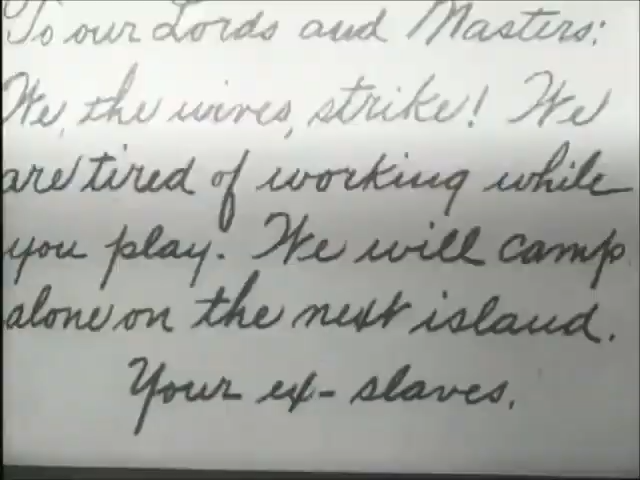 To our Lords and Masters:
We, the wives, strike! We
are tired of working while
you play. We will camp
alone on the next island.
Your ex-slaves.